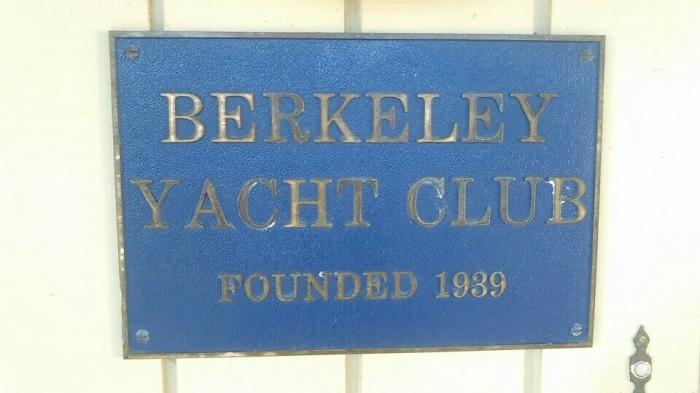 BERKELEY
YACHT CLUB
FOUNDED 1939